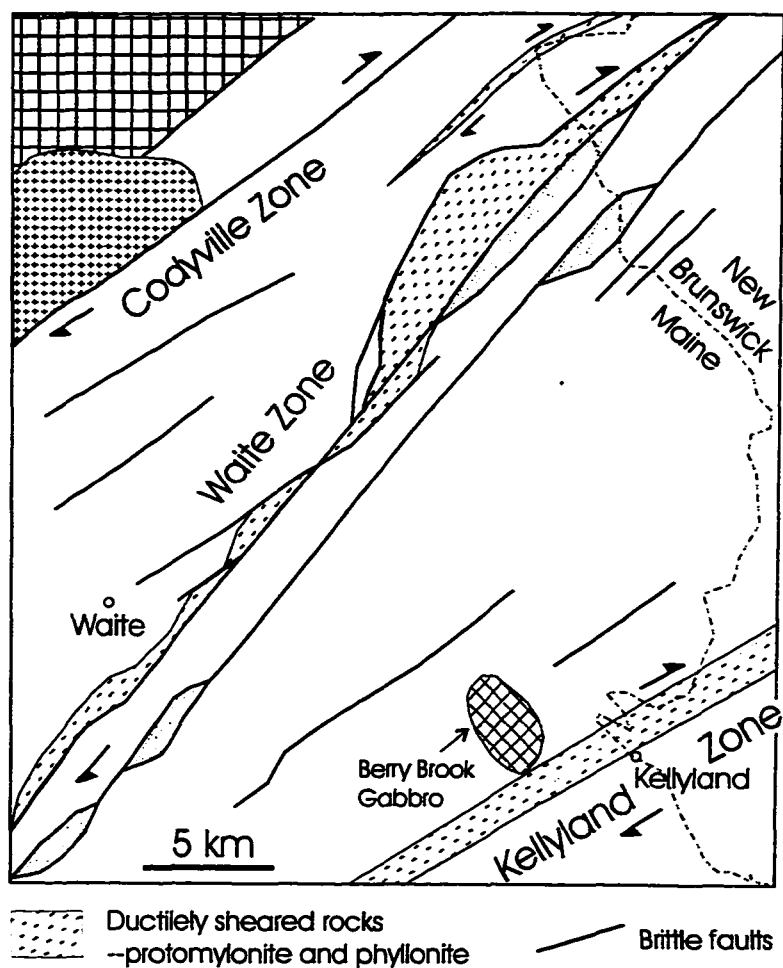 Codyville Zone
New
Brunswick
Maine
Waite Zone
Waite
Berry Brook
Gabbro
Kellyland
Kellyland Zone
5 km
Ductilely sheared rocks
--protomylonite and phyllonite
Brittle faults